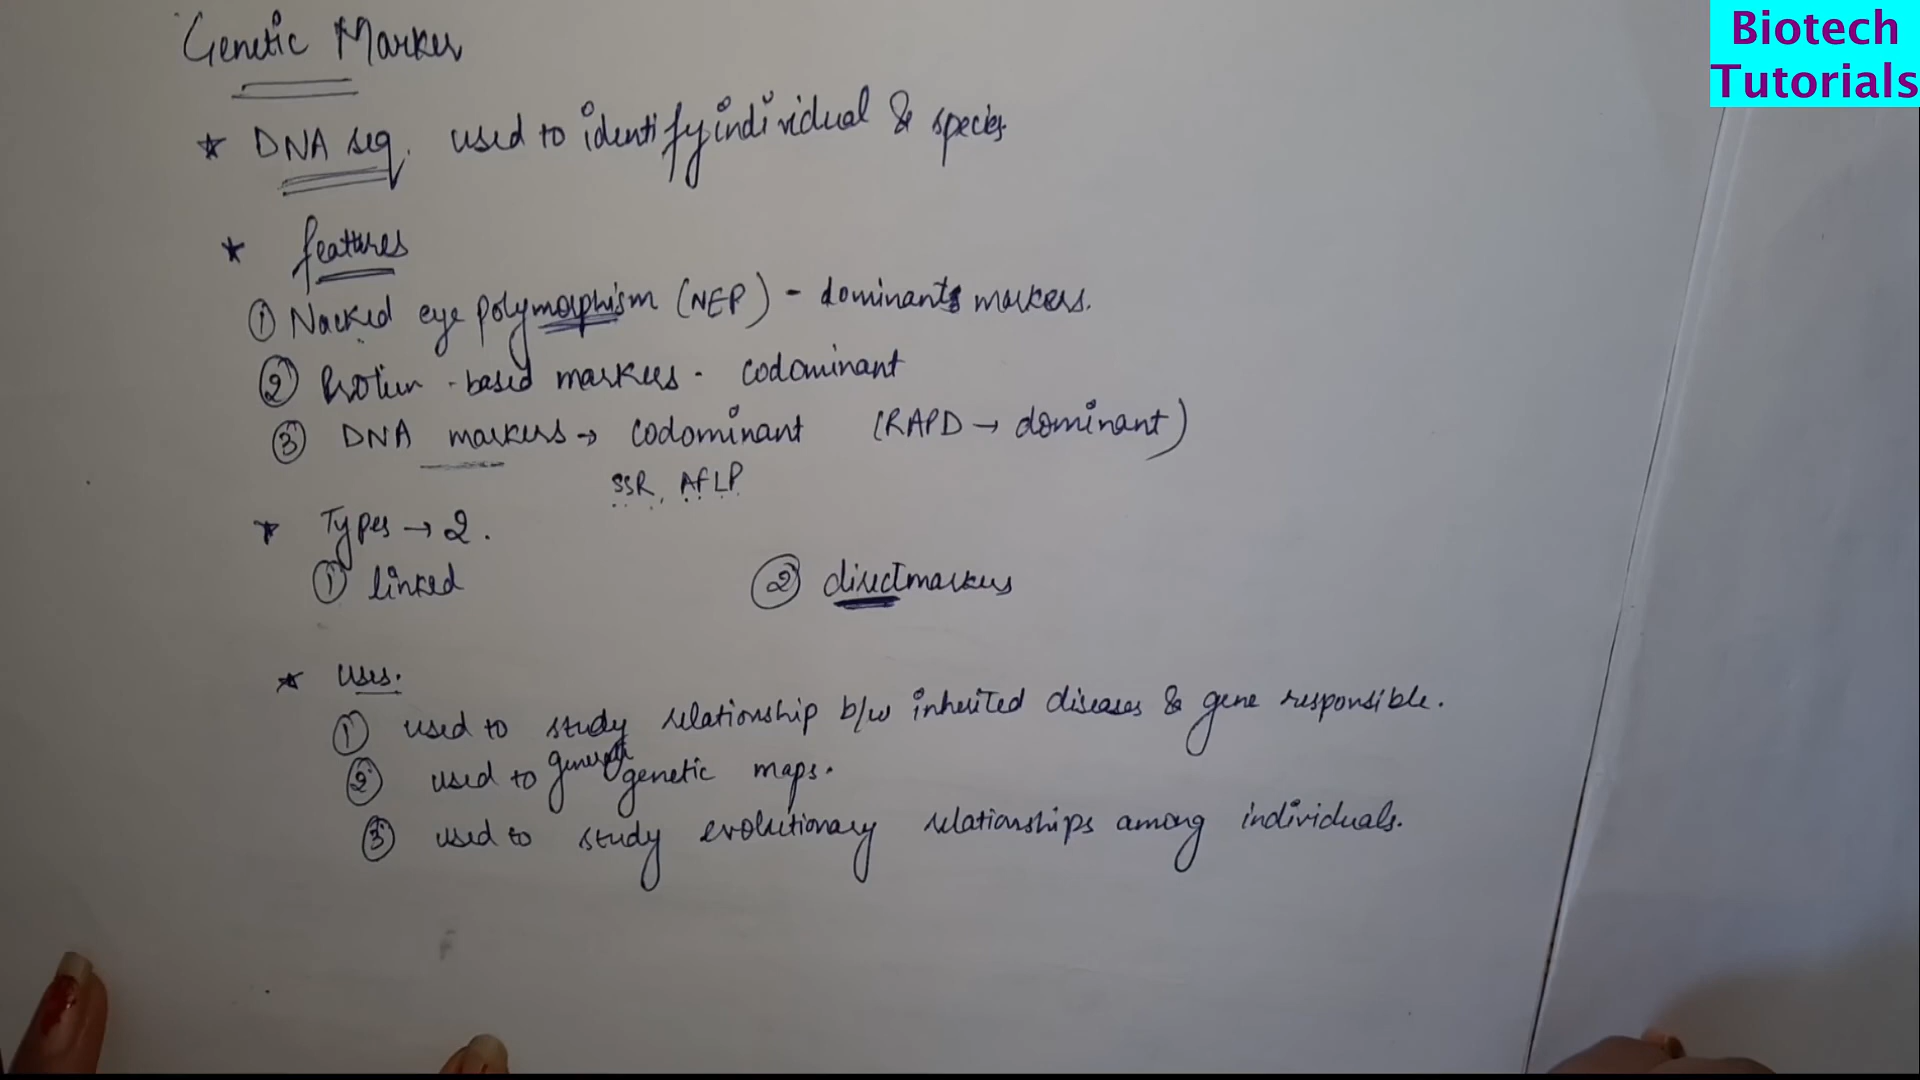 Genetic Marker
Biotech
Tutorials
★ DNA seq. used to identify individual & species.
★ features
① Nacked eye polymorphism (NEP) - dominants markers.
② Protein-based markers. codominant
③ DNA markers → codominant (RAPD → dominant)
SSR, AFLP
★ Types → 2.
① linked ② direct markers
★ Uses.
① used to study relationship b/w inherited diseases & gene responsible.
② used to generate genetic maps.
③ used to study evolutionary relationships among individuals.